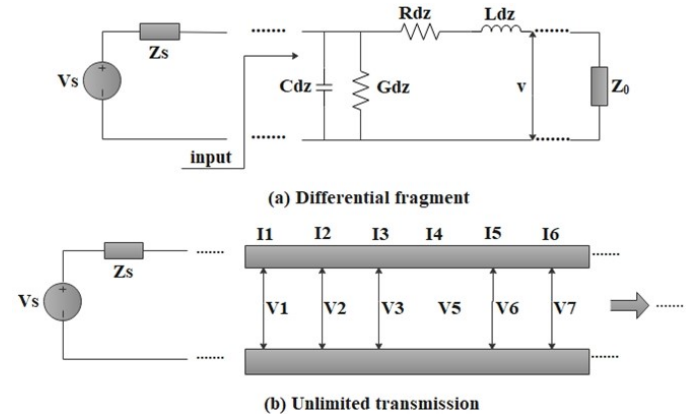 Rdz
Ldz
Zs
Vs
Cdz
Gdz
v
Z₀
input
(a) Differential fragment
I1 I2 I3 I4 I5 I6
Zs
Vs
V1 V2 V3 V5 V6 V7
(b) Unlimited transmission